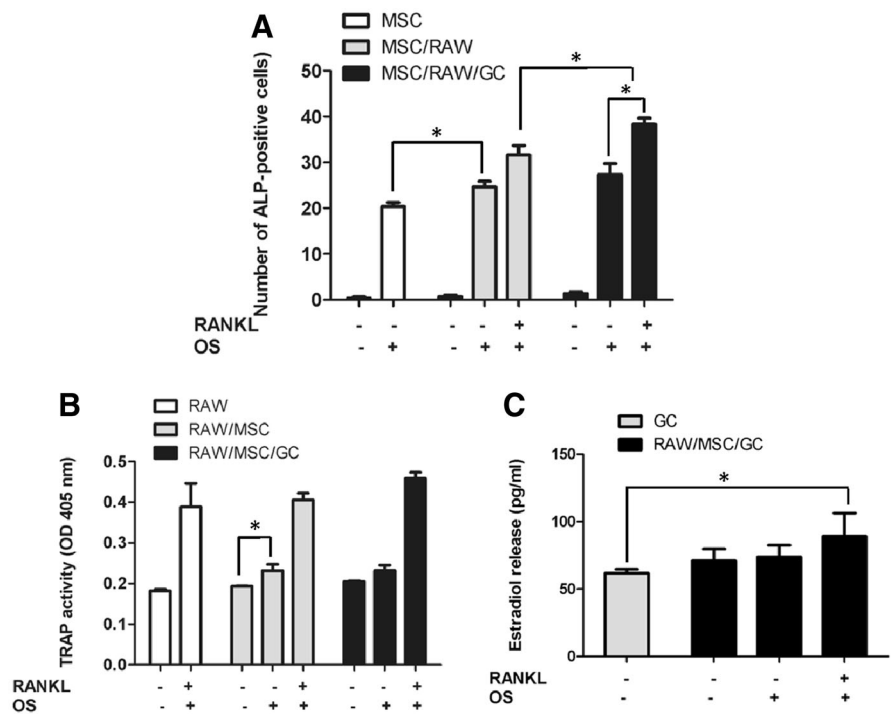 A
MSC
MSC/RAW
MSC/RAW/GC
Number of ALP-positive cells)
50
40
30
20
10
0
*
*
*
RANKL - - - - + - - +
OS - + - + + - + +
B
RAW
RAW/MSC
RAW/MSC/GC
TRAP activity (OD 405 nm)
0.5
0.4
0.3
0.2
0.1
0.0
*
RANKL - + - - + - - +
OS - + - + + - + +
C
GC
RAW/MSC/GC
Estradiol release (pg/ml)
150
100
50
0
*
RANKL - - - +
OS - - + +